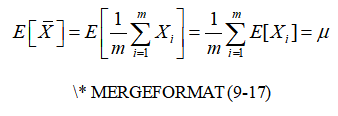 E[X̄] = E[1/m ∑_{i=1}^{m} X_i] = 1/m ∑_{i=1}^{m} E[X_i] = μ
\* MERGEFORMAT (9-17)